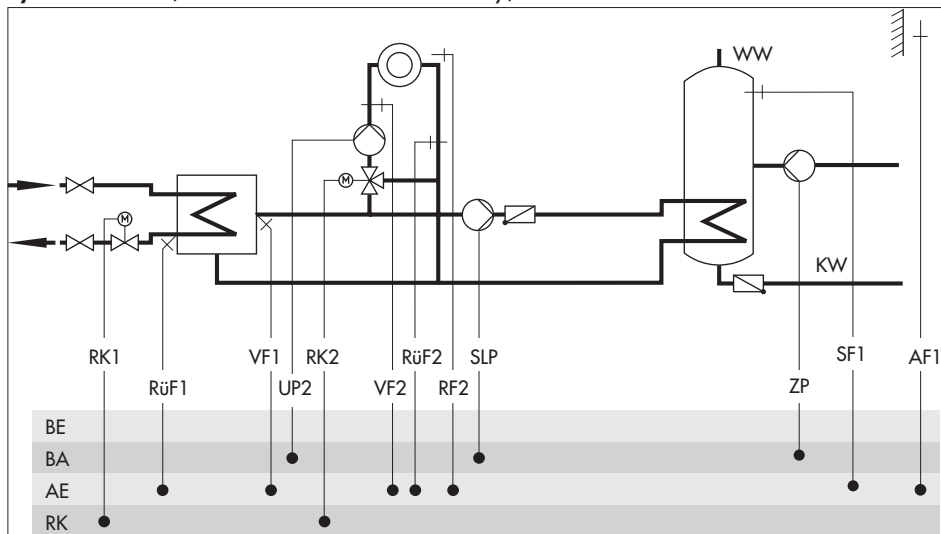 WW
M
M
KW
RK1 VF1 RK2 RüF2 SLP SF1 AF1
RüF1 UP2 VF2 RF2 ZP
BE
BA
AE
RK